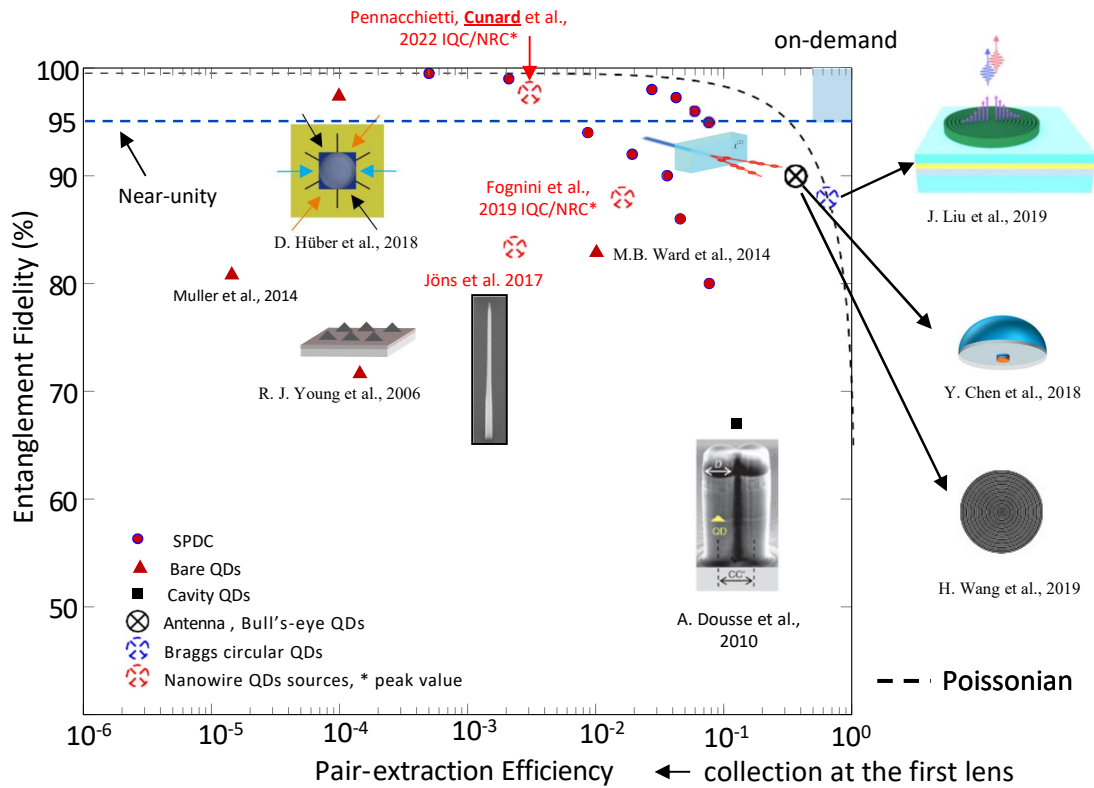 Pennacchietti, Cunard et al.,
2022 IQC/NRC*
on-demand
100
95
90
80
70
60
50
Entanglement Fidelity (%)
Near-unity
D. Hüber et al., 2018
Muller et al., 2014
R. J. Young et al., 2006
Fognini et al.,
2019 IQC/NRC*
Jöns et al. 2017
χ(2)
M.B. Ward et al., 2014
J. Liu et al., 2019
Y. Chen et al., 2018
H. Wang et al., 2019
D
QD
CC'
A. Dousse et al.,
2010
SPDC
Bare QDs
Cavity QDs
Antenna , Bull's-eye QDs
Braggs circular QDs
Nanowire QDs sources, * peak value
Poissonian
10-6
10-5
10-4
10-3
10-2
10-1
100
Pair-extraction Efficiency
collection at the first lens